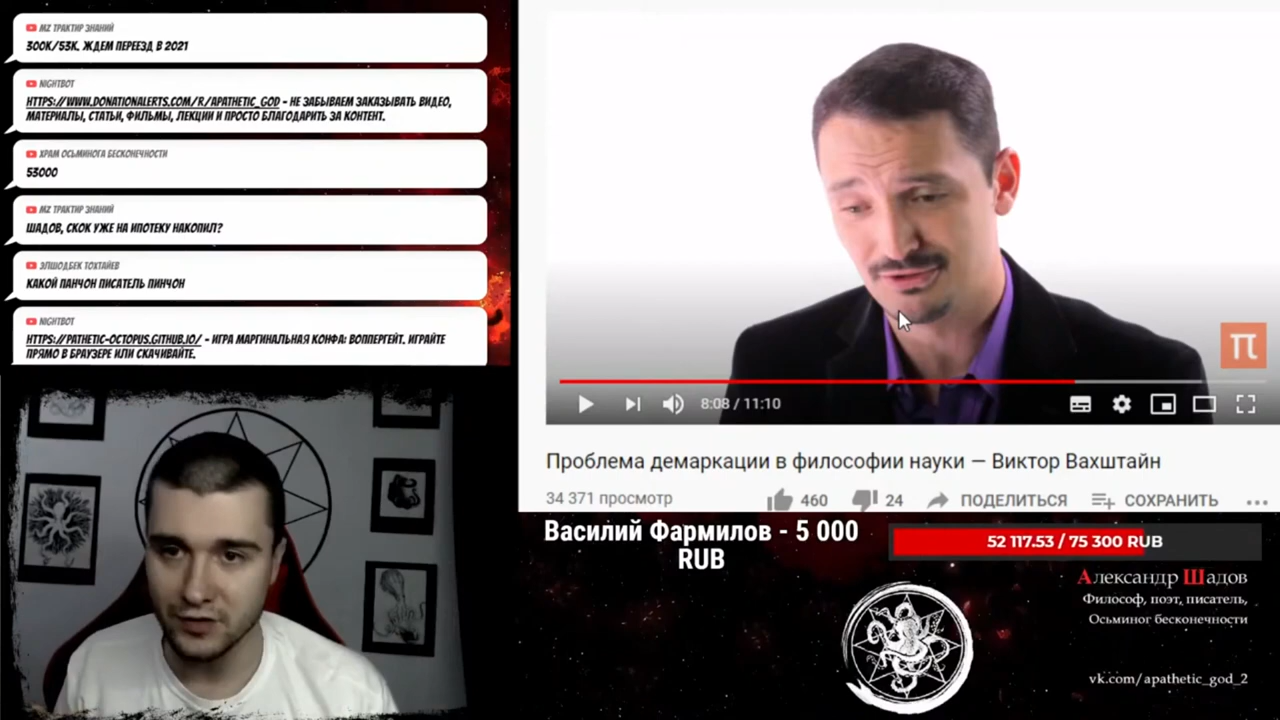 MZ ТРАКТИР ЗНАНИЙ
300К/53К. ЖДЕМ ПЕРЕЕЗД В 2021
NIGHTBOT
HTTPS://WWW.DONATIONALERTS.COM/R/APATHETIC_GOD - НЕ ЗАБЫВАЕМ ЗАКАЗЫВАТЬ ВИДЕО,
МАТЕРИАЛЫ, СТАТЬИ, ФИЛЬМЫ, ЛЕКЦИИ И ПРОСТО БЛАГОДАРИТЬ ЗА КОНТЕНТ.
ХРАМ ОСЬМИНОГА БЕСКОНЕЧНОСТИ
53000
MZ ТРАКТИР ЗНАНИЙ
ШАДОВ, СКОК УЖЕ НА ИПОТЕКУ НАКОПИЛ?
ЭЛШОДБЕК ТОХТАЙЕВ
КАКОЙ ПАНЧОН ПИСАТЕЛЬ ПИНЧОН
NIGHTBOT
HTTPS://PATHETIC-OCTOPUS.GITHUB.IO/ - ИГРА МАРГИНАЛЬНАЯ КОНФА: ВОППЕРГЕЙТ. ИГРАЙТЕ
ПРЯМО В БРАУЗЕРЕ ИЛИ СКАЧИВАЙТЕ.
π
8:08 / 11:10
Проблема демаркации в философии науки — Виктор Вахштайн
34 371 просмотр
460
24
ПОДЕЛИТЬСЯ
СОХРАНИТЬ
Василий Фармилов - 5 000
RUB
52 117.53 / 75 300 RUB
Александр Шадов
Философ, поэт, писатель,
Осьминог бесконечности
vk.com/apathetic_god_2